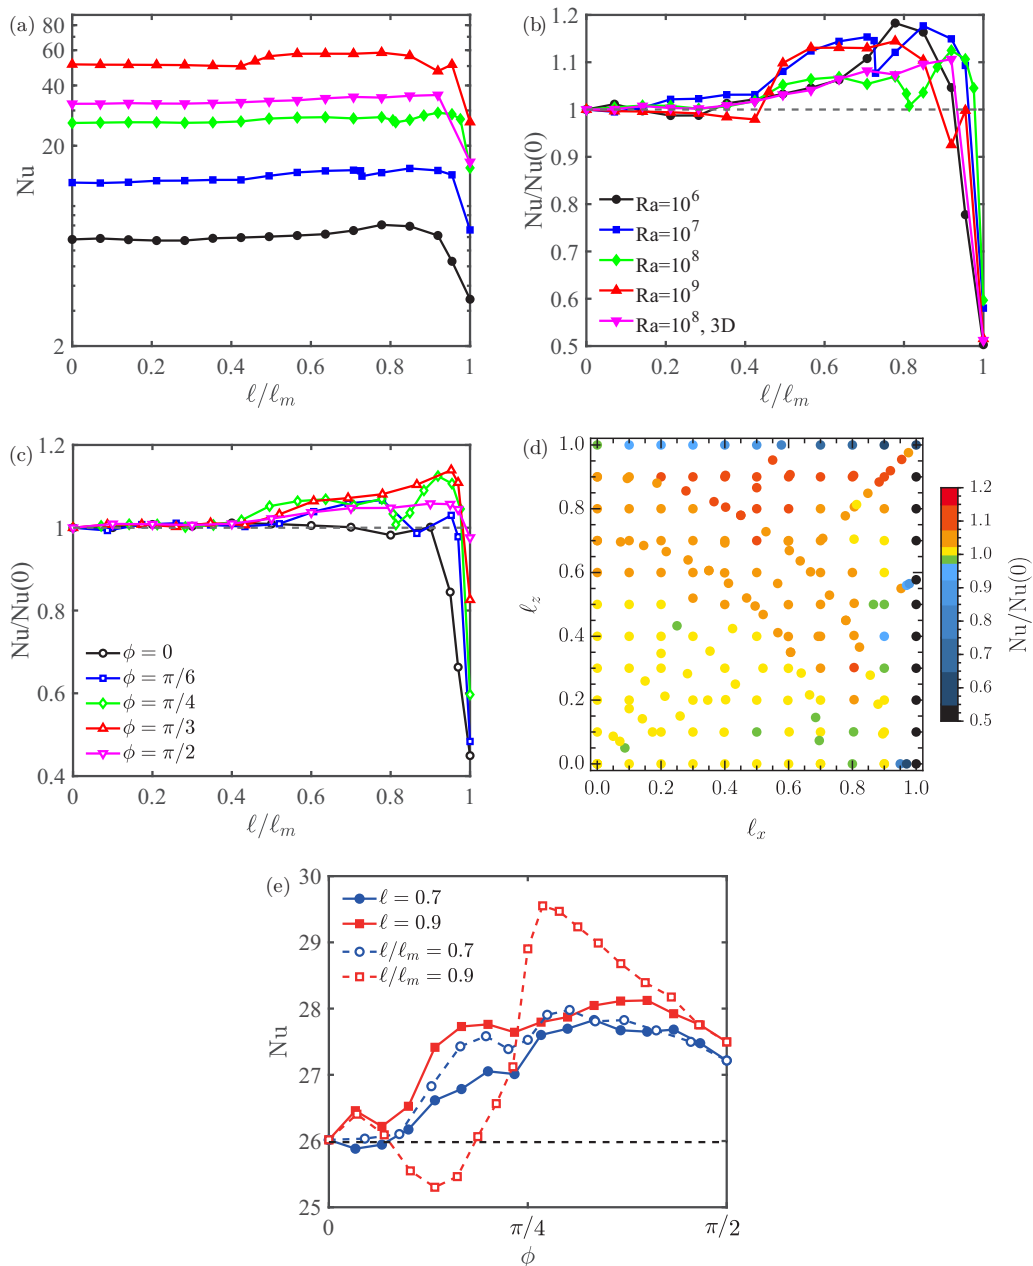 (a)
80
60
40
20
2
Nu
0 0.2 0.4 0.6 0.8 1
ℓ/ℓ_m
(b)
1.2
1.1
1
0.9
0.8
0.7
0.6
0.5
Nu/Nu(0)
Ra=10^6
Ra=10^7
Ra=10^8
Ra=10^9
Ra=10^8, 3D
0 0.2 0.4 0.6 0.8 1
ℓ/ℓ_m
(c)
1.2
1.0
0.8
0.6
0.4
Nu/Nu(0)
ϕ = 0
ϕ = π/6
ϕ = π/4
ϕ = π/3
ϕ = π/2
0 0.2 0.4 0.6 0.8 1
ℓ/ℓ_m
(d)
1.0
0.8
0.6
0.4
0.2
0.0
ℓ_z
0.0 0.2 0.4 0.6 0.8 1.0
ℓ_x
1.2
1.1
1.0
0.9
0.8
0.7
0.6
0.5
Nu/Nu(0)
(e)
30
29
28
27
26
25
Nu
ℓ = 0.7
ℓ = 0.9
ℓ/ℓ_m = 0.7
ℓ/ℓ_m = 0.9
0 π/4 π/2
ϕ